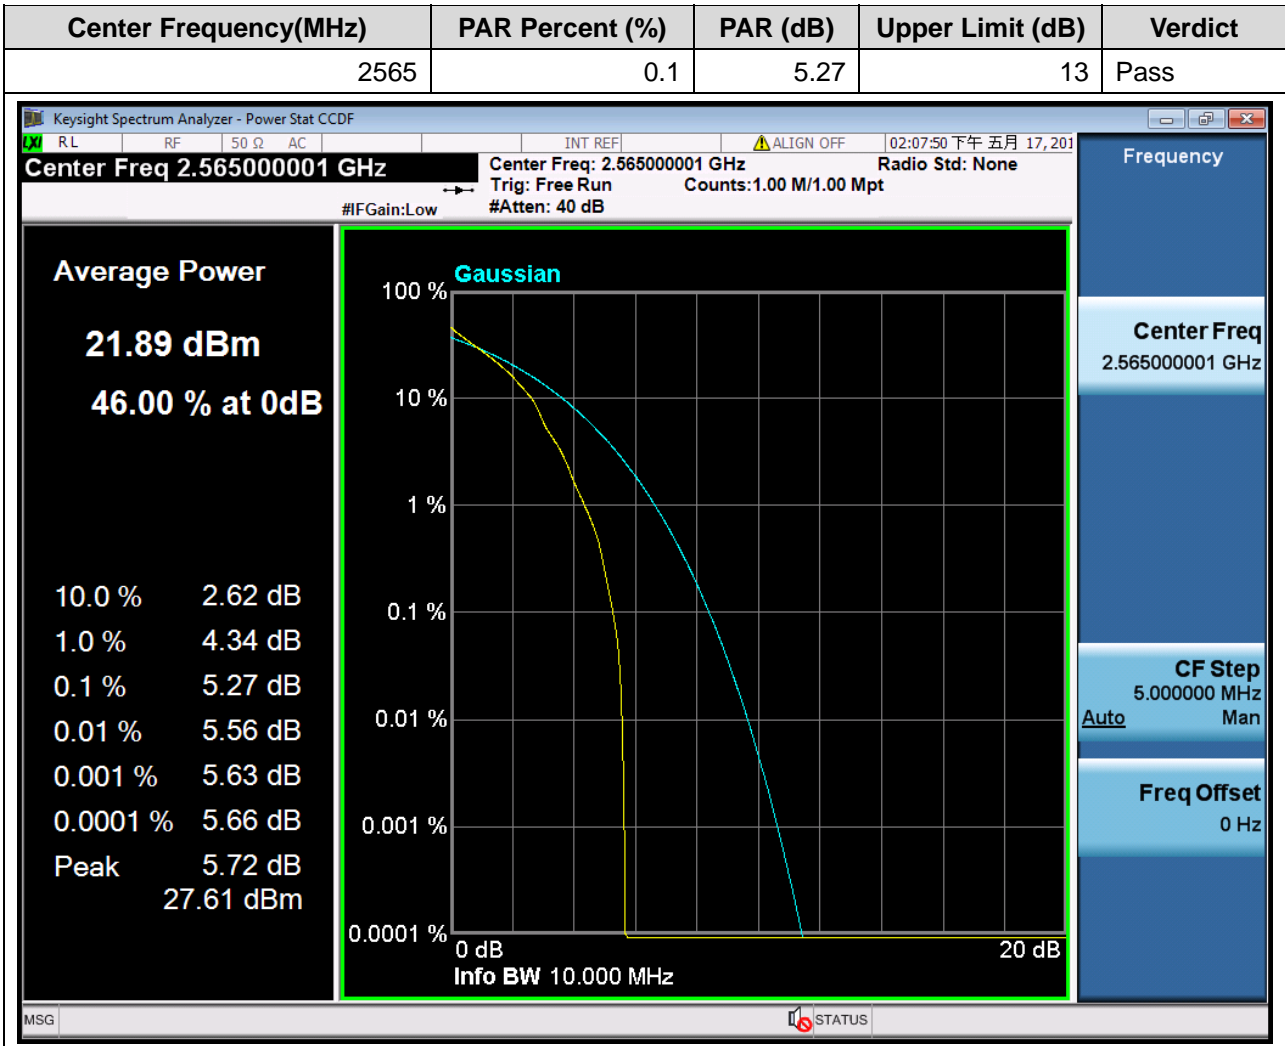 Center Frequency(MHz) PAR Percent (%) PAR (dB) Upper Limit (dB) Verdict
2565 0.1 5.27 13 Pass
Keysight Spectrum Analyzer - Power Stat CCDF
LXI RL RF 50 Ω AC INT REF ALIGN OFF 02:07:50 下午 五月 17, 201
Center Freq 2.565000001 GHz
Center Freq: 2.565000001 GHz Radio Std: None
Trig: Free Run Counts:1.00 M/1.00 Mpt
#IFGain:Low #Atten: 40 dB
Average Power
21.89 dBm
46.00 % at 0dB
10.0 % 2.62 dB
1.0 % 4.34 dB
0.1 % 5.27 dB
0.01 % 5.56 dB
0.001 % 5.63 dB
0.0001 % 5.66 dB
Peak 5.72 dB
27.61 dBm
Gaussian
100 %
10 %
1 %
0.1 %
0.01 %
0.001 %
0.0001 %
0 dB 20 dB
Info BW 10.000 MHz
Frequency
Center Freq
2.565000001 GHz
CF Step
5.000000 MHz
Auto Man
Freq Offset
0 Hz
MSG STATUS